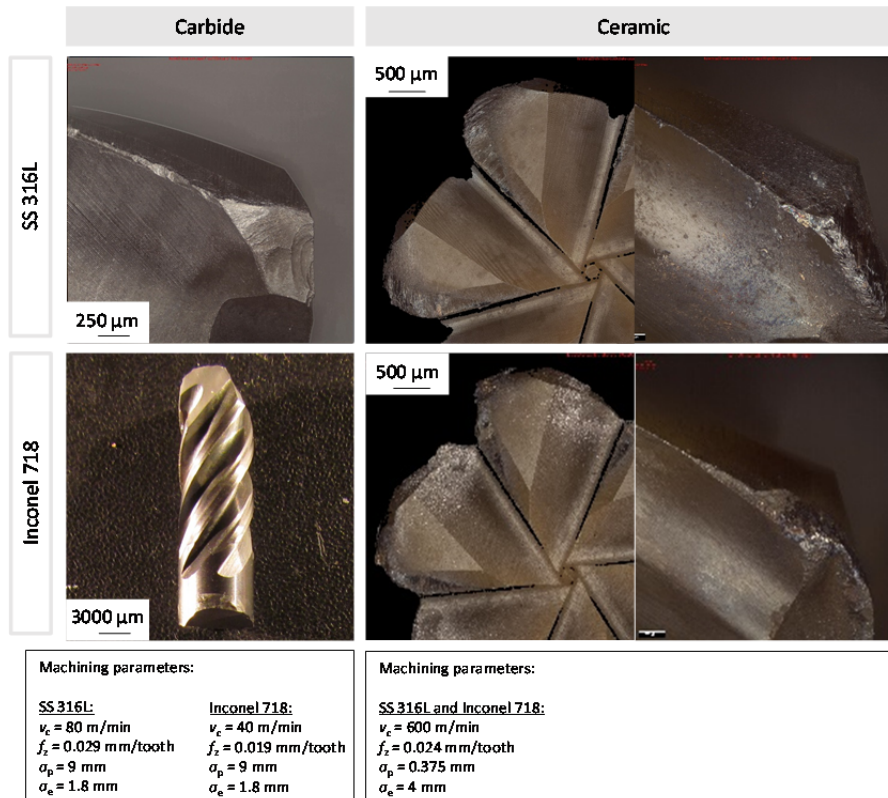 Carbide
Ceramic
SS 316L
250 µm
500 µm
Inconel 718
3000 µm
500 µm
Machining parameters:
SS 316L:
v_c = 80 m/min
f_z = 0.029 mm/tooth
a_p = 9 mm
a_e = 1.8 mm
Inconel 718:
v_c = 40 m/min
f_z = 0.019 mm/tooth
a_p = 9 mm
a_e = 1.8 mm
Machining parameters:
SS 316L and Inconel 718:
v_c = 600 m/min
f_z = 0.024 mm/tooth
a_p = 0.375 mm
a_e = 4 mm